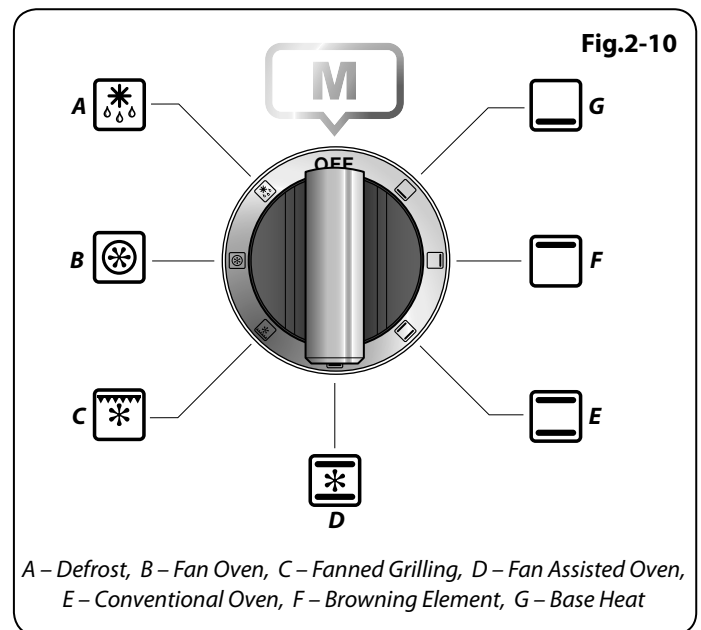 Fig.2-10
M
OFF
A
G
B
F
C
E
D
A – Defrost, B – Fan Oven, C – Fanned Grilling, D – Fan Assisted Oven,
E – Conventional Oven, F – Browning Element, G – Base Heat